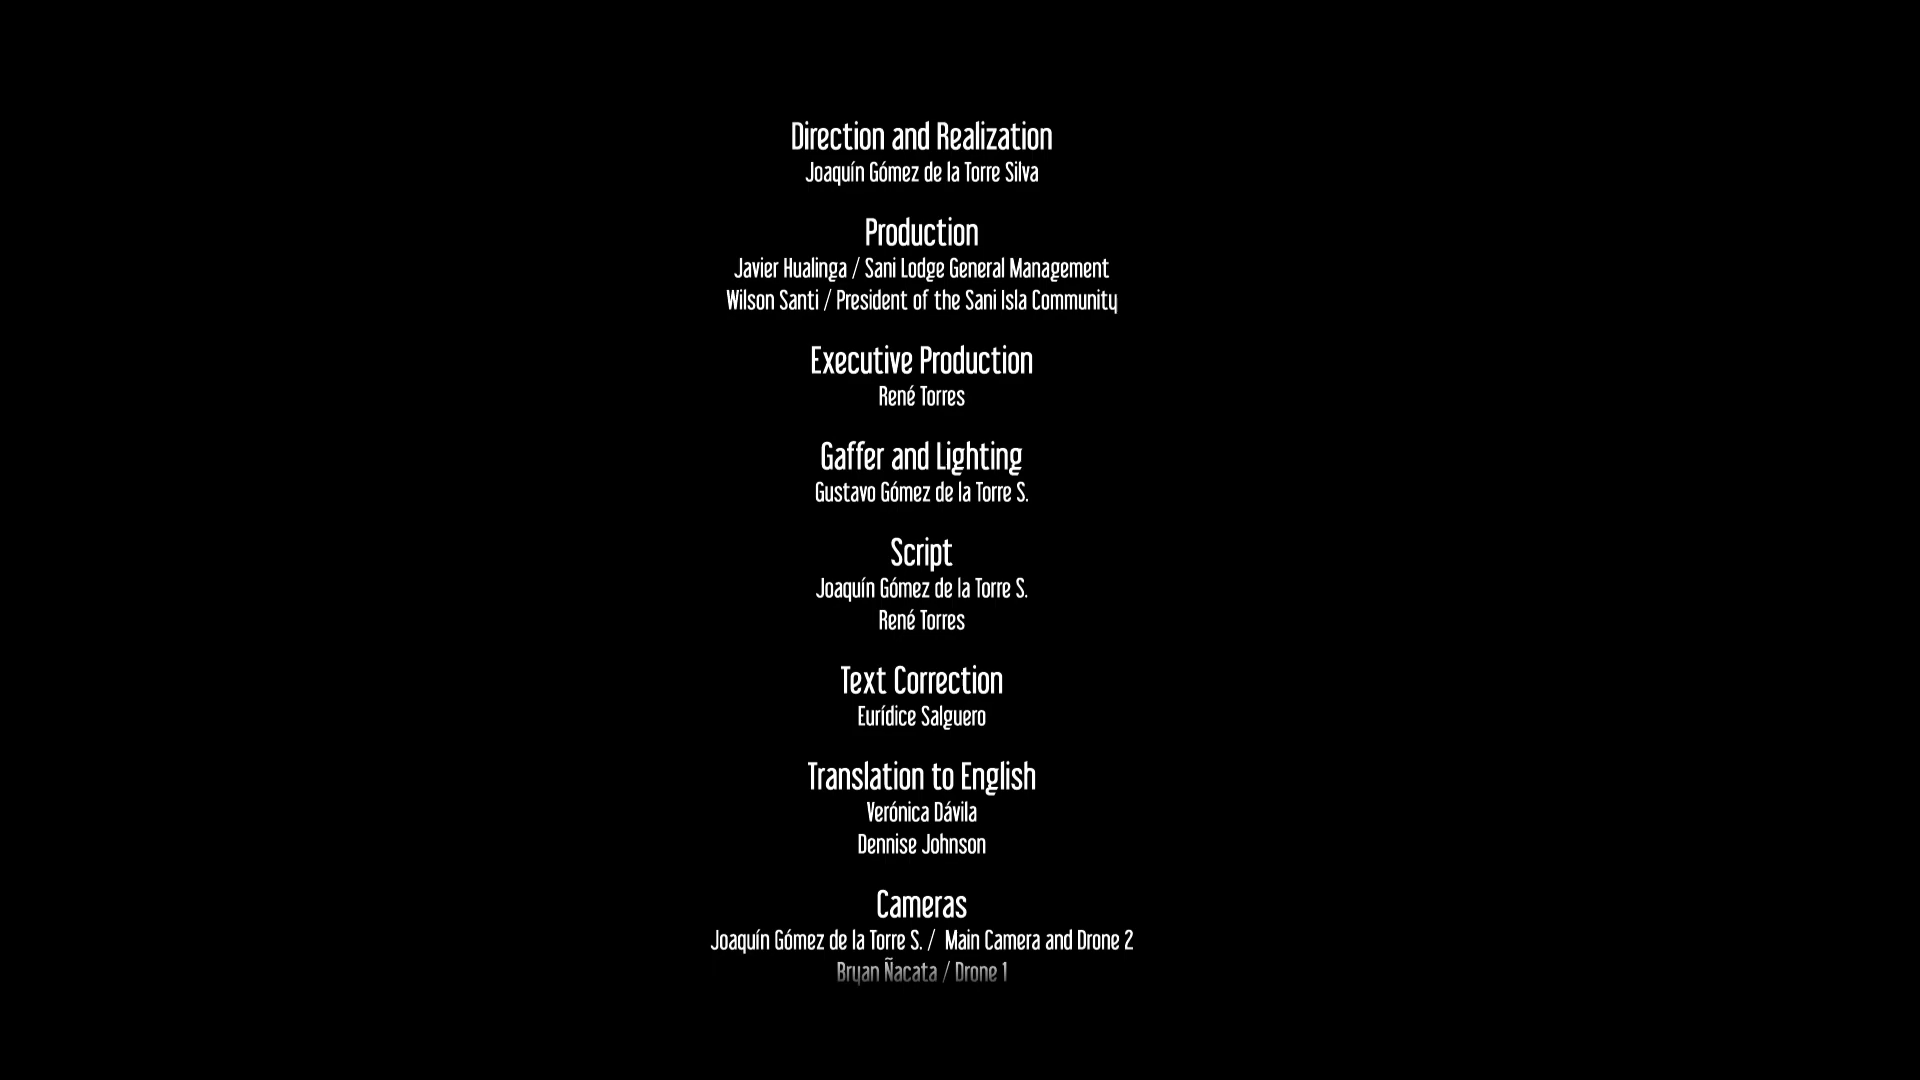 Direction and Realization
Joaquín Gómez de la Torre Silva
Production
Javier Hualinga / Sani Lodge General Management
Wilson Santi / President of the Sani Isla Community
Executive Production
René Torres
Gaffer and Lighting
Gustavo Gómez de la Torre S.
Script
Joaquín Gómez de la Torre S.
René Torres
Text Correction
Eurídice Salguero
Translation to English
Verónica Dávila
Dennise Johnson
Cameras
Joaquín Gómez de la Torre S. / Main Camera and Drone 2
Bryan Ñacata / Drone 1